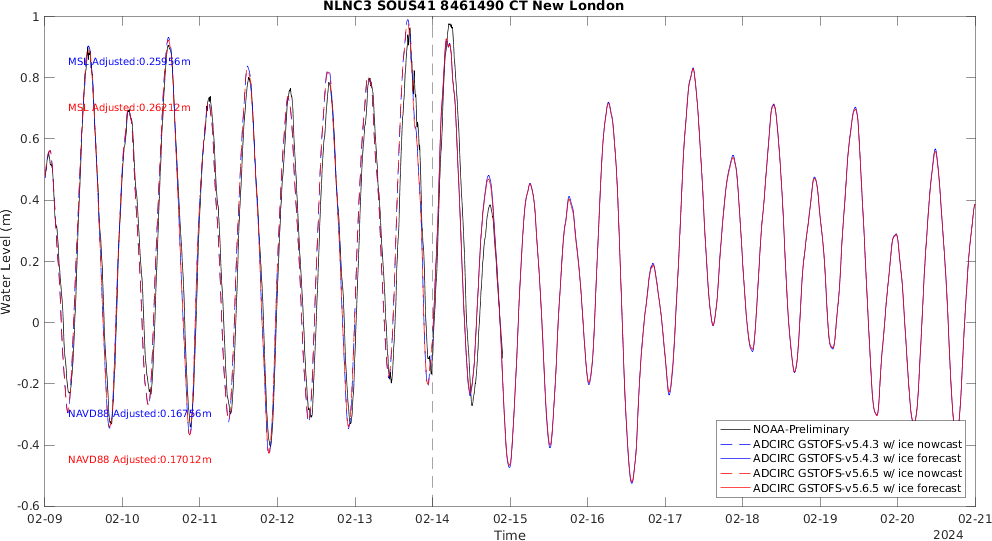 NLNC3 SOUS41 8461490 CT New London
Water Level (m)
1
0.8
0.6
0.4
0.2
0
-0.2
-0.4
-0.6
MSL Adjusted:0.25956m
MSL Adjusted:0.26212m
NAVD88 Adjusted:0.16756m
NAVD88 Adjusted:0.17012m
NOAA-Preliminary
ADCIRC GSTOFS-v5.4.3 w/ ice nowcast
ADCIRC GSTOFS-v5.4.3 w/ ice forecast
ADCIRC GSTOFS-v5.6.5 w/ ice nowcast
ADCIRC GSTOFS-v5.6.5 w/ ice forecast
02-09 02-10 02-11 02-12 02-13 02-14 02-15 02-16 02-17 02-18 02-19 02-20 02-21
Time
2024